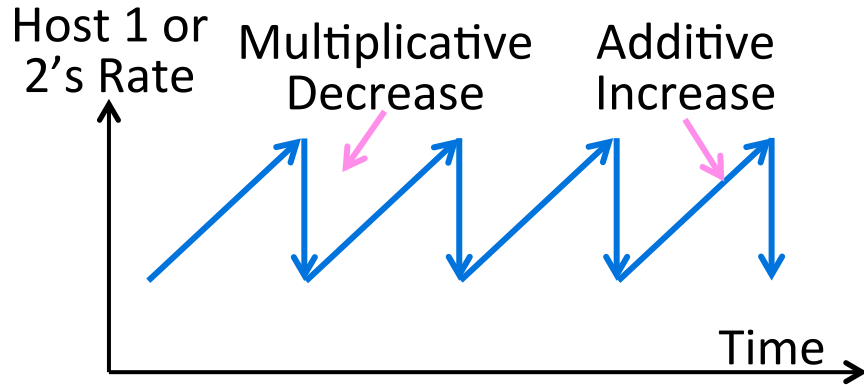 Host 1 or
2’s Rate
Multiplicative
Decrease
Additive
Increase
Time